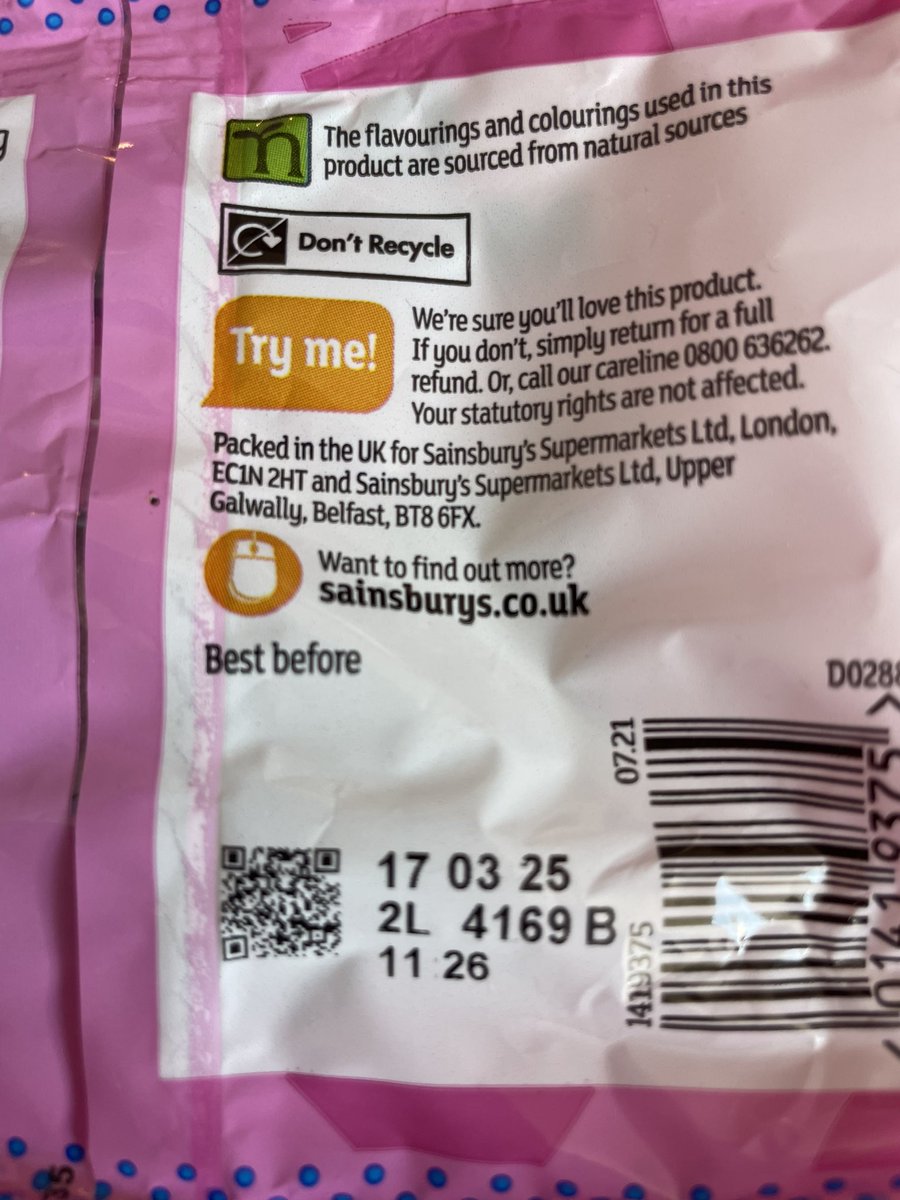 The flavourings and colourings used in this
product are sourced from natural sources
Don't Recycle
Try me!
We're sure you'll love this product.
If you don't, simply return for a full
refund. Or, call our careline 0800 636262.
Your statutory rights are not affected.
Packed in the UK for Sainsbury's Supermarkets Ltd, London,
EC1N 2HT and Sainsbury's Supermarkets Ltd, Upper
Galwally, Belfast, BT8 6FX.
Want to find out more?
sainsburys.co.uk
Best before
07.21
17 03 25
2L 4169 B
11:26
1419375